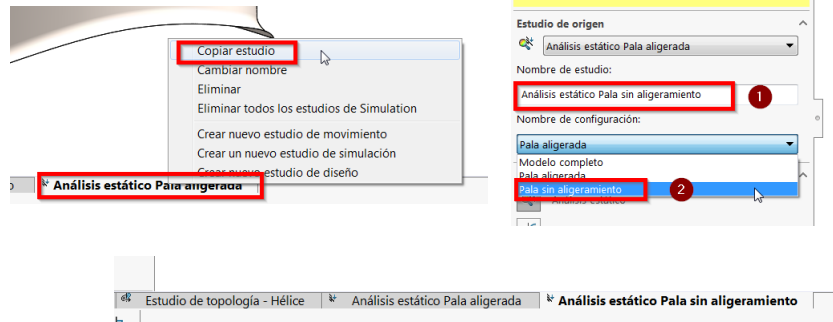 Copiar estudio
Cambiar nombre
Eliminar
Eliminar todos los estudios de Simulation
Crear nuevo estudio de movimiento
Crear un nuevo estudio de simulación
Crear nuevo estudio de diseño
Análisis estático Pala aligerada
Estudio de origen
Análisis estático Pala aligerada
Nombre de estudio:
Análisis estático Pala sin aligeramiento
1
Nombre de configuración:
Pala aligerada
Modelo completo
Pala aligerada
Pala sin aligeramiento
2
Análisis estático
Estudio de topología - Hélice
Análisis estático Pala aligerada
Análisis estático Pala sin aligeramiento